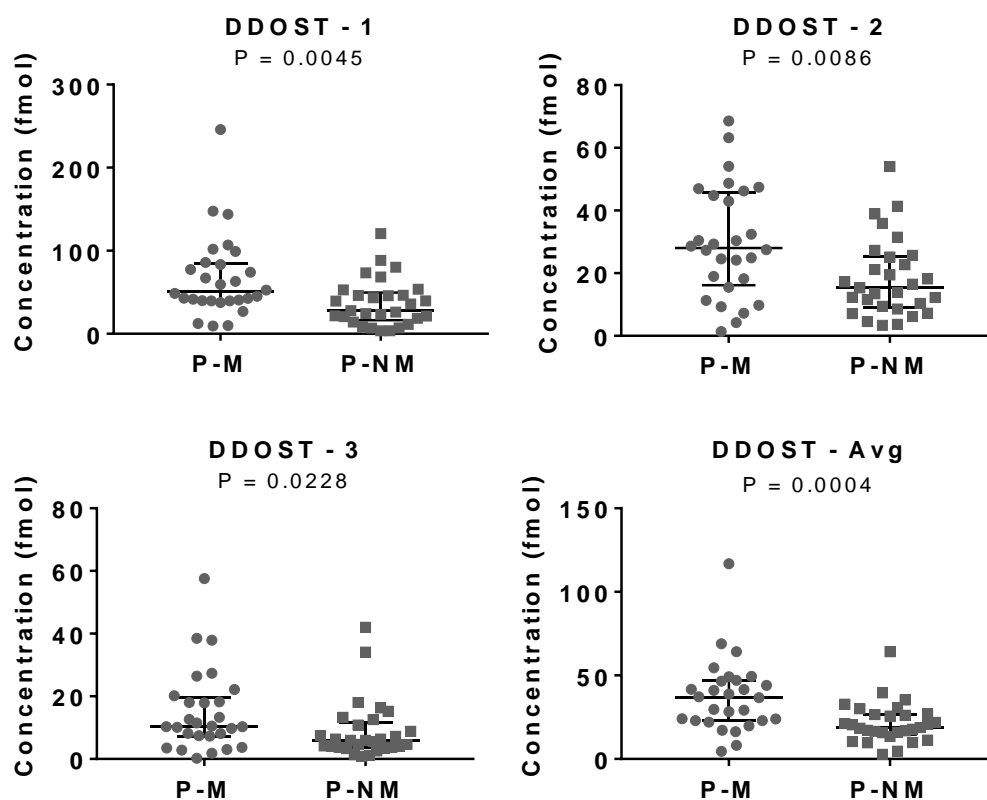 DDOST - 1
P = 0.0045
Concentration (fmol)
300
200
100
0
P-M
P-NM
DDOST - 2
P = 0.0086
Concentration (fmol)
80
60
40
20
0
P-M
P-NM
DDOST - 3
P = 0.0228
Concentration (fmol)
80
60
40
20
0
P-M
P-NM
DDOST - Avg
P = 0.0004
Concentration (fmol)
150
100
50
0
P-M
P-NM